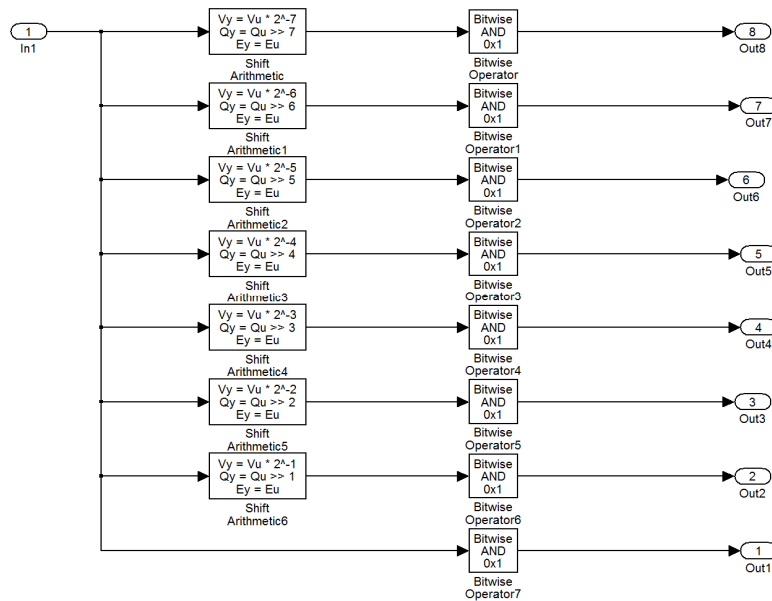 1
In1
Vy = Vu * 2^-7
Qy = Qu >> 7
Ey = Eu
Shift
Arithmetic
Bitwise
AND
0x1
Bitwise
Operator
8
Out8
Vy = Vu * 2^-6
Qy = Qu >> 6
Ey = Eu
Shift
Arithmetic1
Bitwise
AND
0x1
Bitwise
Operator1
7
Out7
Vy = Vu * 2^-5
Qy = Qu >> 5
Ey = Eu
Shift
Arithmetic2
Bitwise
AND
0x1
Bitwise
Operator2
6
Out6
Vy = Vu * 2^-4
Qy = Qu >> 4
Ey = Eu
Shift
Arithmetic3
Bitwise
AND
0x1
Bitwise
Operator3
5
Out5
Vy = Vu * 2^-3
Qy = Qu >> 3
Ey = Eu
Shift
Arithmetic4
Bitwise
AND
0x1
Bitwise
Operator4
4
Out4
Vy = Vu * 2^-2
Qy = Qu >> 2
Ey = Eu
Shift
Arithmetic5
Bitwise
AND
0x1
Bitwise
Operator5
3
Out3
Vy = Vu * 2^-1
Qy = Qu >> 1
Ey = Eu
Shift
Arithmetic6
Bitwise
AND
0x1
Bitwise
Operator6
2
Out2
Bitwise
AND
0x1
Bitwise
Operator7
1
Out1